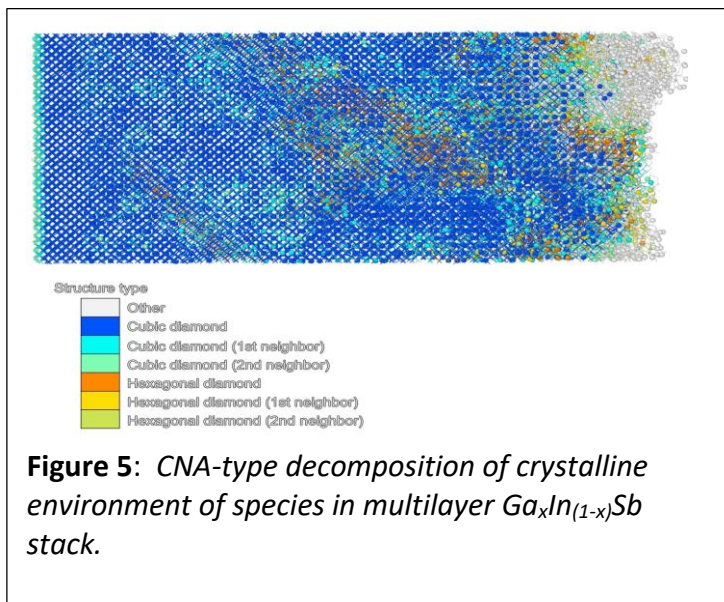 Structure type
Other
Cubic diamond
Cubic diamond (1st neighbor)
Cubic diamond (2nd neighbor)
Hexagonal diamond
Hexagonal diamond (1st neighbor)
Hexagonal diamond (2nd neighbor)
Figure 5: CNA-type decomposition of crystalline
environment of species in multilayer GaxIn(1-x)Sb
stack.